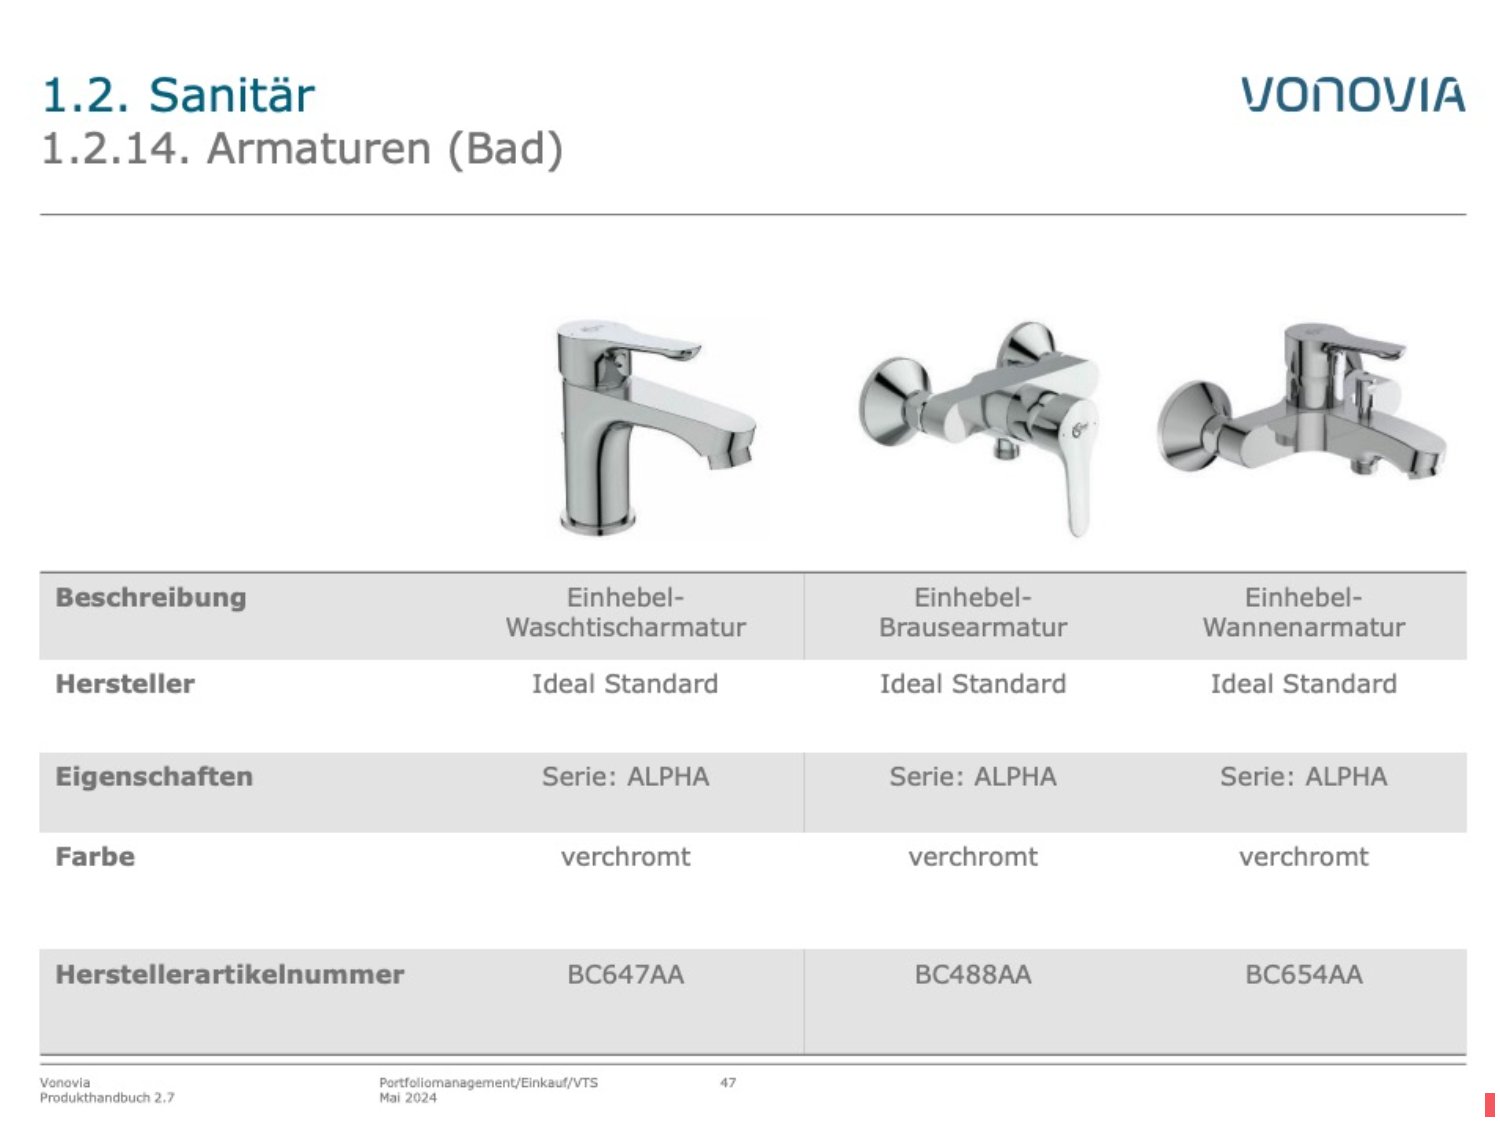 1.2. Sanitär
VONOVIA
1.2.14. Armaturen (Bad)
Beschreibung
Einhebel-
Waschtischarmatur
Einhebel-
Brausearmatur
Einhebel-
Wannenarmatur
Hersteller
Ideal Standard
Ideal Standard
Ideal Standard
Eigenschaften
Serie: ALPHA
Serie: ALPHA
Serie: ALPHA
Farbe
verchromt
verchromt
verchromt
Herstellerartikelnummer
BC647AA
BC488AA
BC654AA
Vonovia
Produkthandbuch 2.7
Portfoliomanagement/Einkauf/VTS
Mai 2024
47